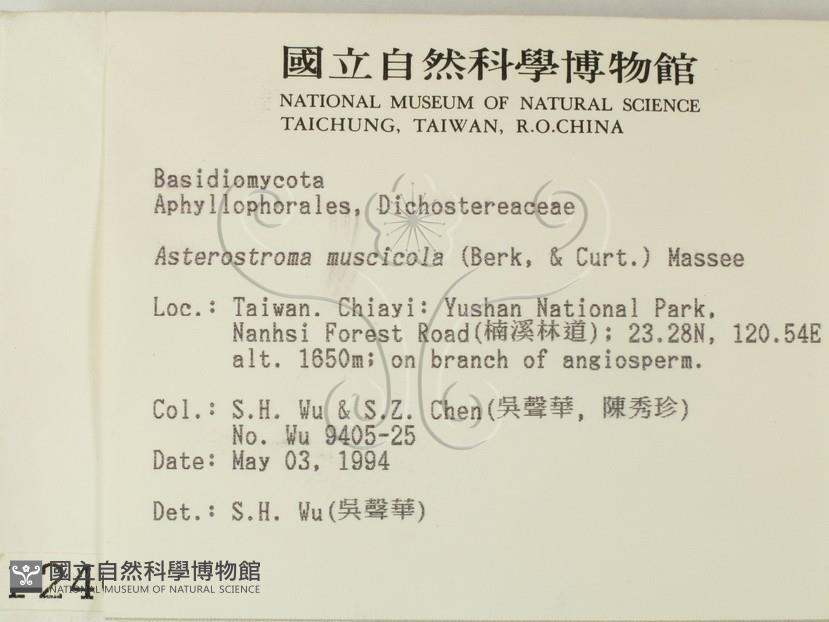 國立自然科學博物館
NATIONAL MUSEUM OF NATURAL SCIENCE
TAICHUNG, TAIWAN, R.O.CHINA
Basidiomycota
Aphyllophorales, Dichostereaceae
Asterostroma muscicola (Berk, & Curt.) Massee
Loc.: Taiwan. Chiayi: Yushan National Park,
Nanhsi Forest Road(楠溪林道); 23.28N, 120.54E
alt. 1650m; on branch of angiosperm.
Col.: S.H. Wu & S.Z. Chen(吳聲華, 陳秀珍)
No. Wu 9405-25
Date: May 03, 1994
Det.: S.H. Wu(吳聲華)
國立自然科學博物館
NATIONAL MUSEUM OF NATURAL SCIENCE